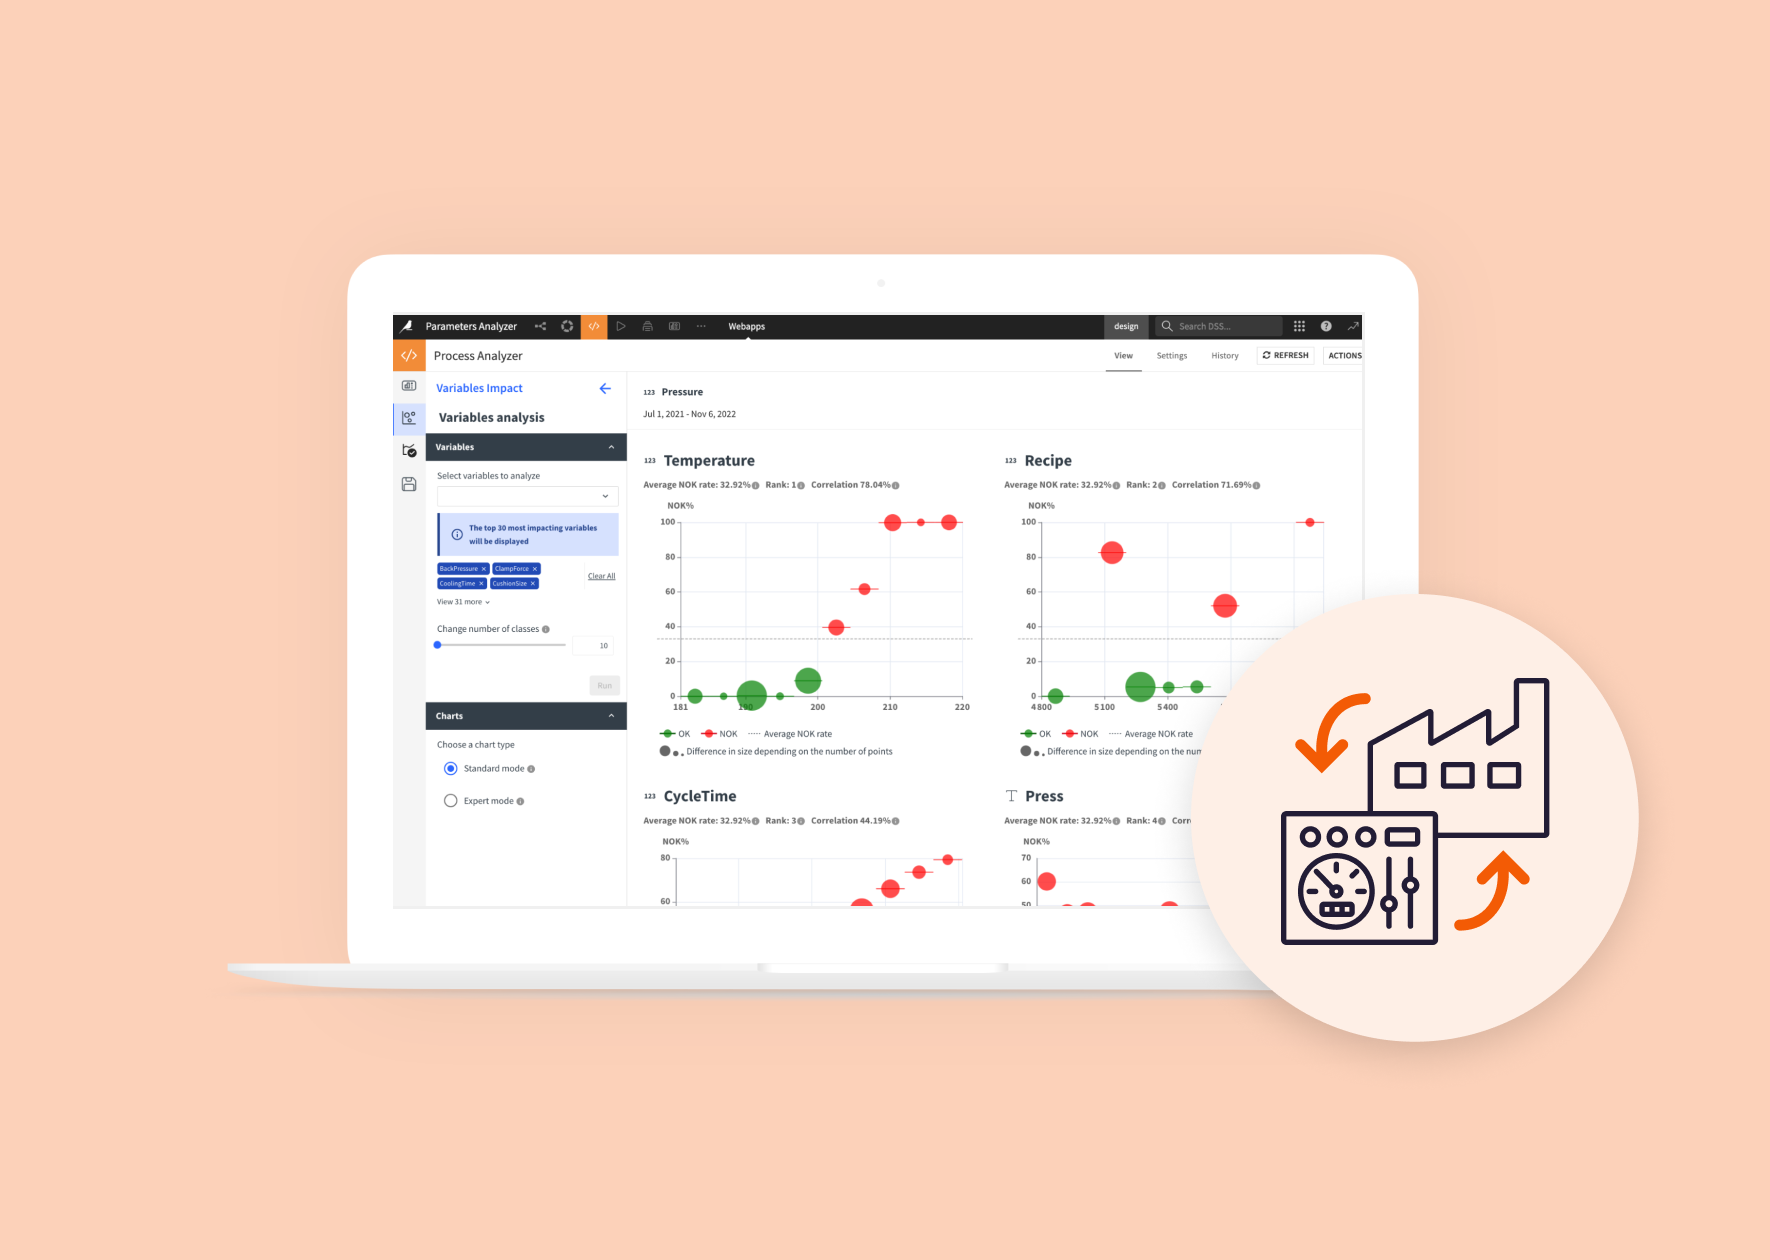 Parameters Analyzer
Webapps
design
Search DSS...
Process Analyzer
View
Settings
History
REFRESH
ACTIONS
Variables Impact
Variables analysis
Variables
Select variables to analyze
The top 30 most impacting variables
will be displayed
BackPressure ×
ClampForce ×
CoolingTime ×
CushionSize ×
Clear All
View 31 more
Change number of classes
10
Run
Charts
Choose a chart type
Standard mode
Expert mode
123 Pressure
Jul 1, 2021 - Nov 6, 2022
123 Temperature
Average NOK rate: 32.92% Rank: 1 Correlation 78.04%
NOK%
100
80
60
40
20
0
181 190 200 210 220
OK NOK Average NOK rate
Difference in size depending on the number of points
123 Recipe
Average NOK rate: 32.92% Rank: 2 Correlation 71.69%
NOK%
100
80
60
40
20
0
4800 5100 5400
OK NOK Average NOK rate
Difference in size depending on the num
123 CycleTime
Average NOK rate: 32.92% Rank: 3 Correlation 44.19%
NOK%
80
60
T Press
Average NOK rate: 32.92% Rank: 4 Corr
NOK%
70
60
50